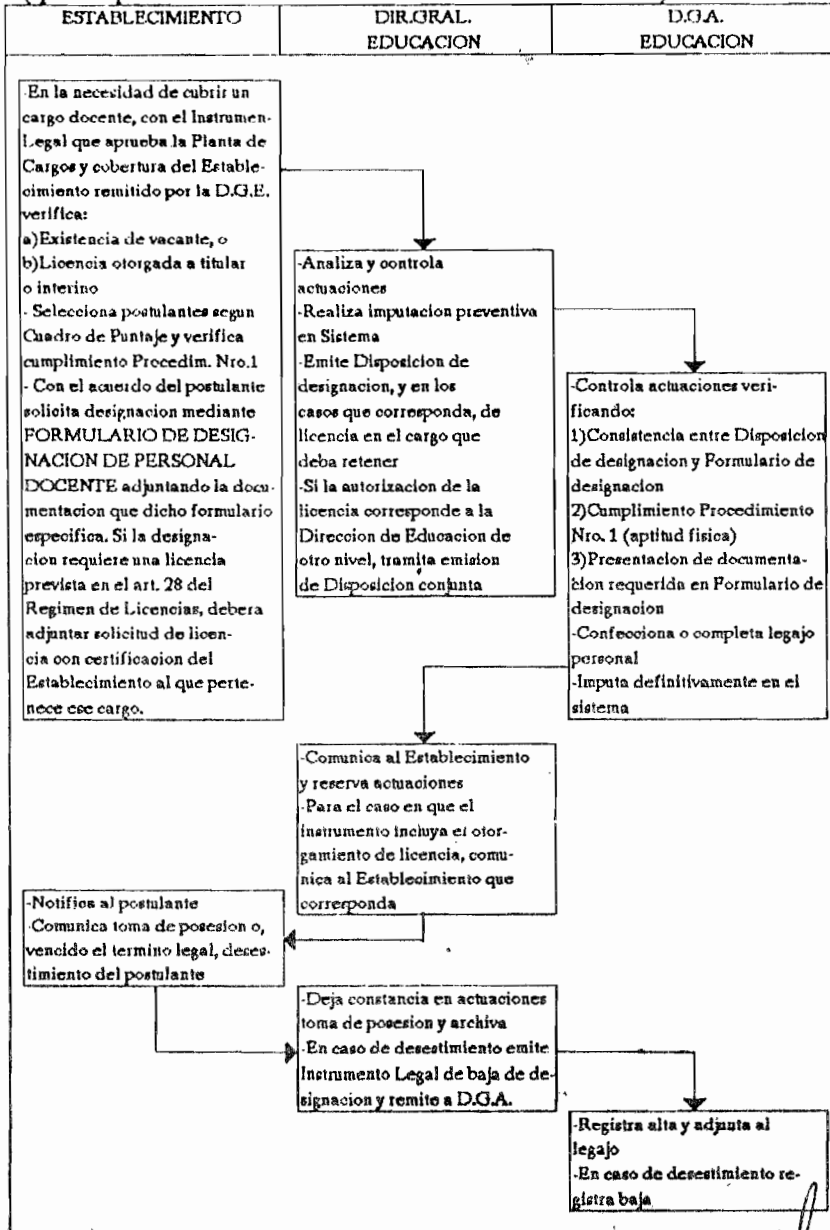 ESTABLECIMIENTO
DIR.GRAL.
EDUCACION
D.G.A.
EDUCACION
-En la necesidad de cubrir un
cargo docente, con el Instrumen-
Legal que aprueba la Planta de
Cargos y cobertura del Estable-
cimiento remitido por la D.G.E.
verifica:
a)Existencia de vacante, o
b)Licencia otorgada a titular
o interino
- Selecciona postulantes segun
Cuadro de Puntaje y verifica
cumplimiento Procedim. Nro.1
- Con el acuerdo del postulante
solicita designacion mediante
FORMULARIO DE DESIG-
NACION DE PERSONAL
DOCENTE adjuntando la docu-
mentacion que dicho formulario
especifica. Si la designa-
cion requiere una licencia
prevista en el art. 28 del
Regimen de Licencias, debera
adjuntar solicitud de licen-
cia con certificacion del
Establecimiento al que perte-
nece ese cargo.
-Analiza y controla
actuaciones
-Realiza imputacion preventiva
en Sistema
-Emite Disposicion de
designacion, y en los
casos que corresponda, de
licencia en el cargo que
deba retener
-Si la autorizacion de la
licencia corresponde a la
Direccion de Educacion de
otro nivel, tramita emision
de Disposicion conjunta
-Controla actuaciones veri-
ficando:
1)Consistencia entre Disposicion
de designacion y Formulario de
designacion
2)Cumplimiento Procedimiento
Nro. 1 (aptitud fisica)
3)Presentacion de documenta-
cion requerida en Formulario de
designacion
-Confecciona o completa legajo
personal
-Imputa definitivamente en el
sistema
-Comunica al Establecimiento
y reserva actuaciones
-Para el caso en que el
instrumento incluya el otor-
gamiento de licencia, comu-
nica al Establecimiento que
corresponda
-Notifica al postulante
-Comunica toma de posesion o,
vencido el termino legal, deses-
timiento del postulante
-Deja constancia en actuaciones
toma de posesion y archiva
-En caso de desestimiento emite
Instrumento Legal de baja de de-
signacion y remite a D.G.A.
-Registra alta y adjunta al
legajo
-En caso de desestimiento re-
gistra baja